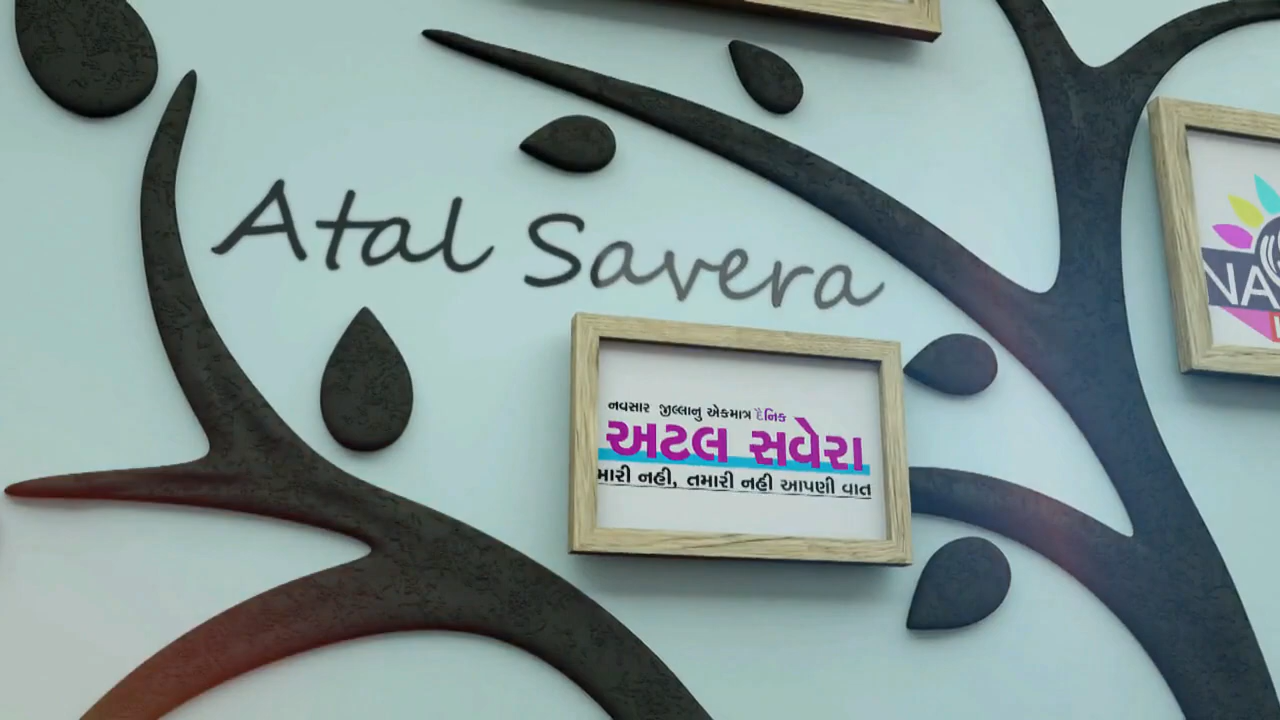 Atal Savera
નવસાર જીલ્લાનુ એકમાત્ર દૈનિક
અટલ સવેરા
મારી નહી, તમારી નહી આપણી વાત